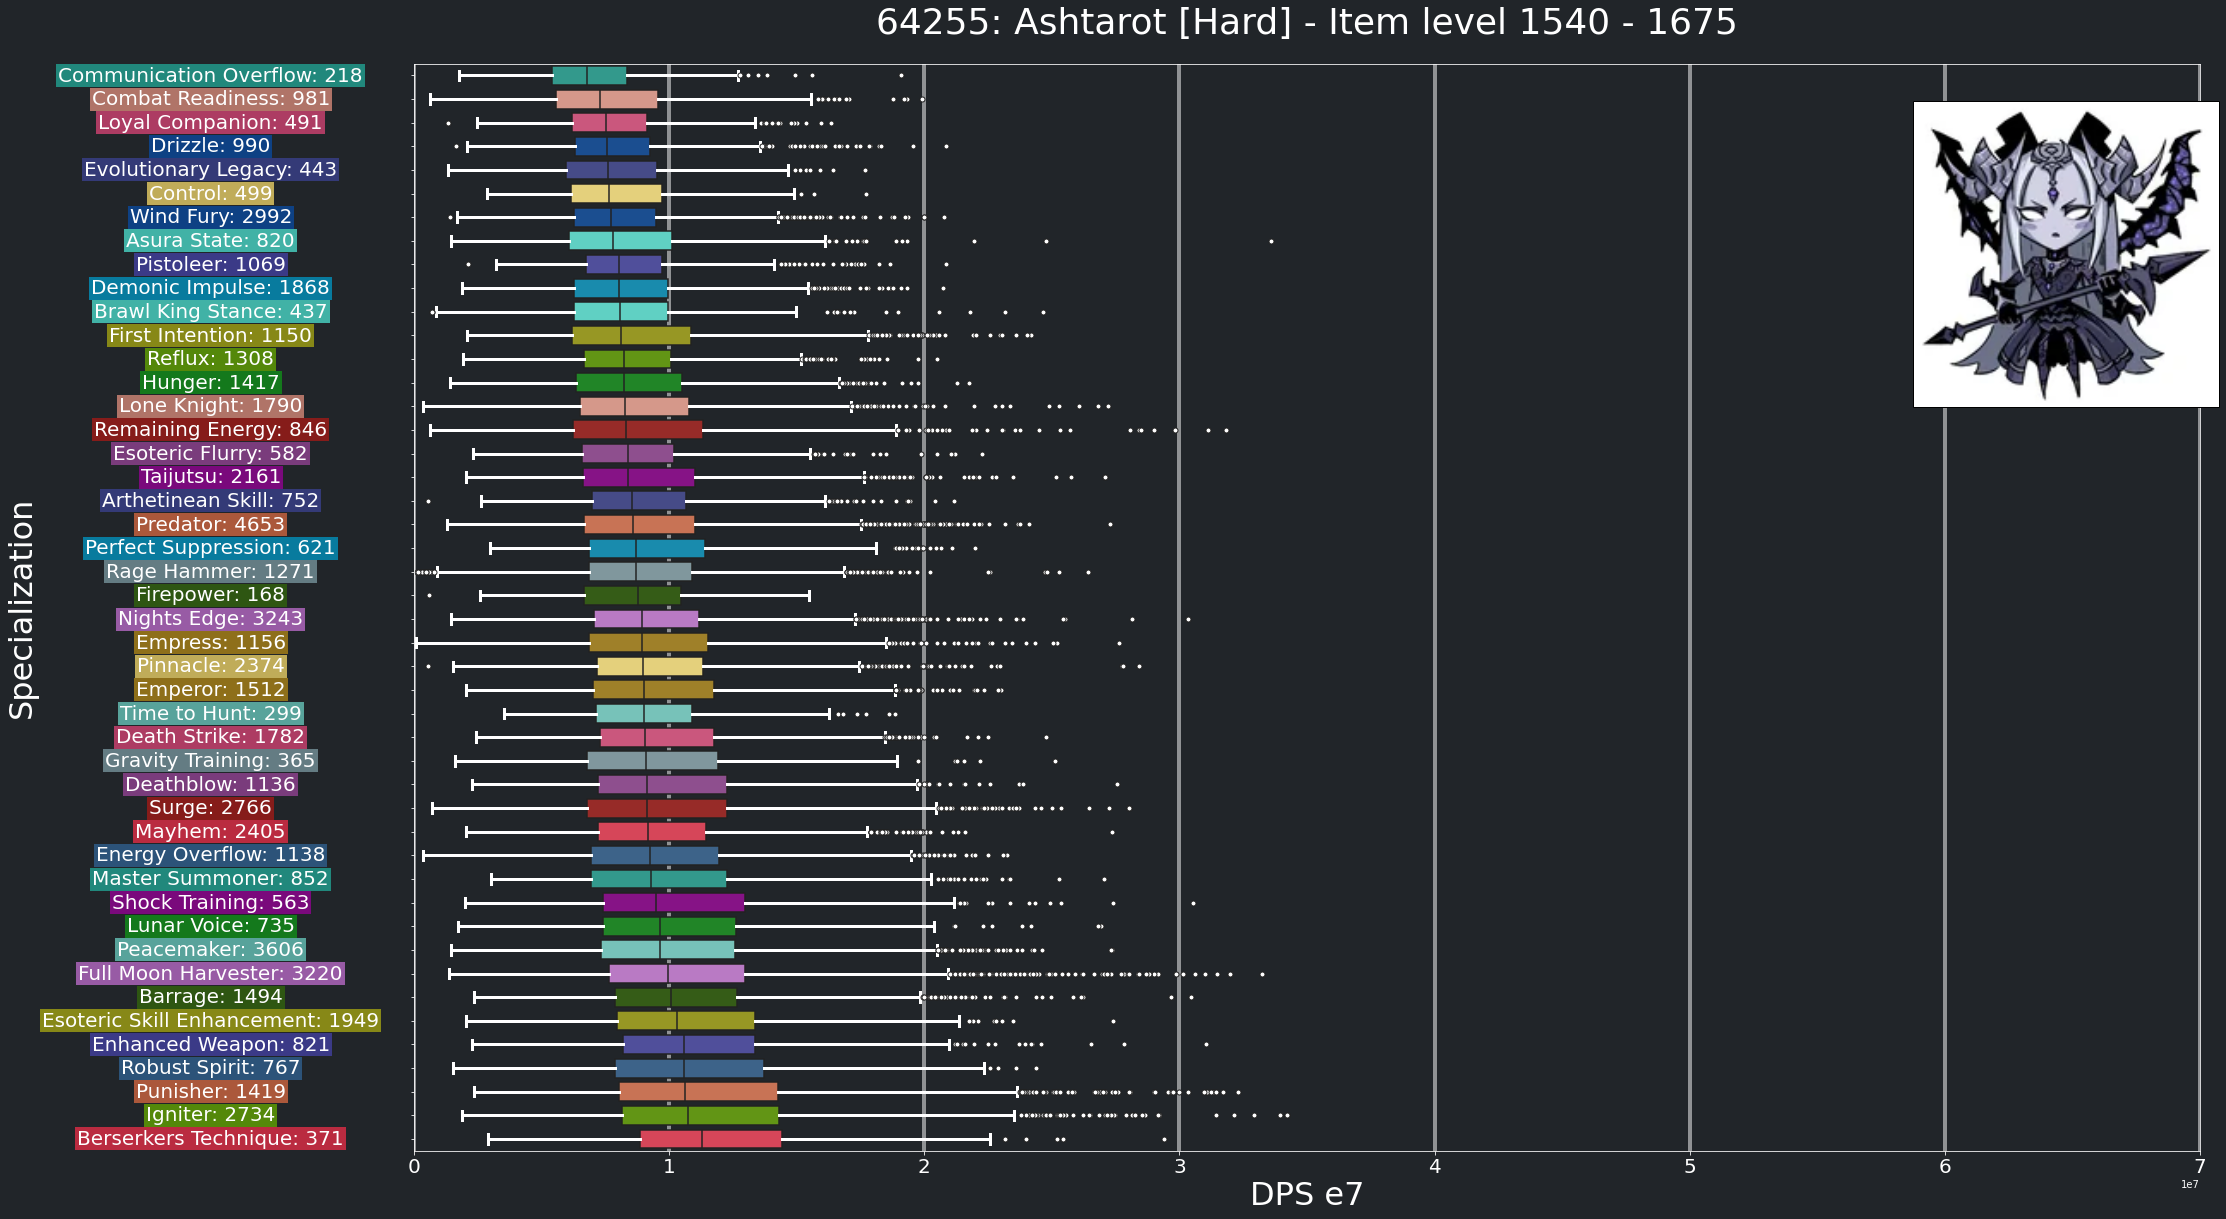 64255: Ashtarot [Hard] - Item level 1540 - 1675
Communication Overflow: 218
Combat Readiness: 981
Loyal Companion: 491
Drizzle: 990
Evolutionary Legacy: 443
Control: 499
Wind Fury: 2992
Asura State: 820
Pistoleer: 1069
Demonic Impulse: 1868
Brawl King Stance: 437
First Intention: 1150
Reflux: 1308
Hunger: 1417
Lone Knight: 1790
Remaining Energy: 846
Esoteric Flurry: 582
Taijutsu: 2161
Arthetinean Skill: 752
Predator: 4653
Perfect Suppression: 621
Rage Hammer: 1271
Firepower: 168
Nights Edge: 3243
Empress: 1156
Pinnacle: 2374
Emperor: 1512
Time to Hunt: 299
Death Strike: 1782
Gravity Training: 365
Deathblow: 1136
Surge: 2766
Mayhem: 2405
Energy Overflow: 1138
Master Summoner: 852
Shock Training: 563
Lunar Voice: 735
Peacemaker: 3606
Full Moon Harvester: 3220
Barrage: 1494
Esoteric Skill Enhancement: 1949
Enhanced Weapon: 821
Robust Spirit: 767
Punisher: 1419
Igniter: 2734
Berserkers Technique: 371
Specialization
0 1 2 3 4 5 6 7
1e7
DPS e7